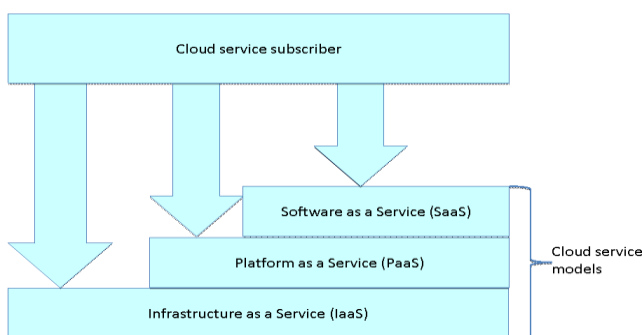 Cloud service subscriber
Software as a Service (SaaS)
Platform as a Service (PaaS)
Cloud service
models
Infrastructure as a Service (IaaS)